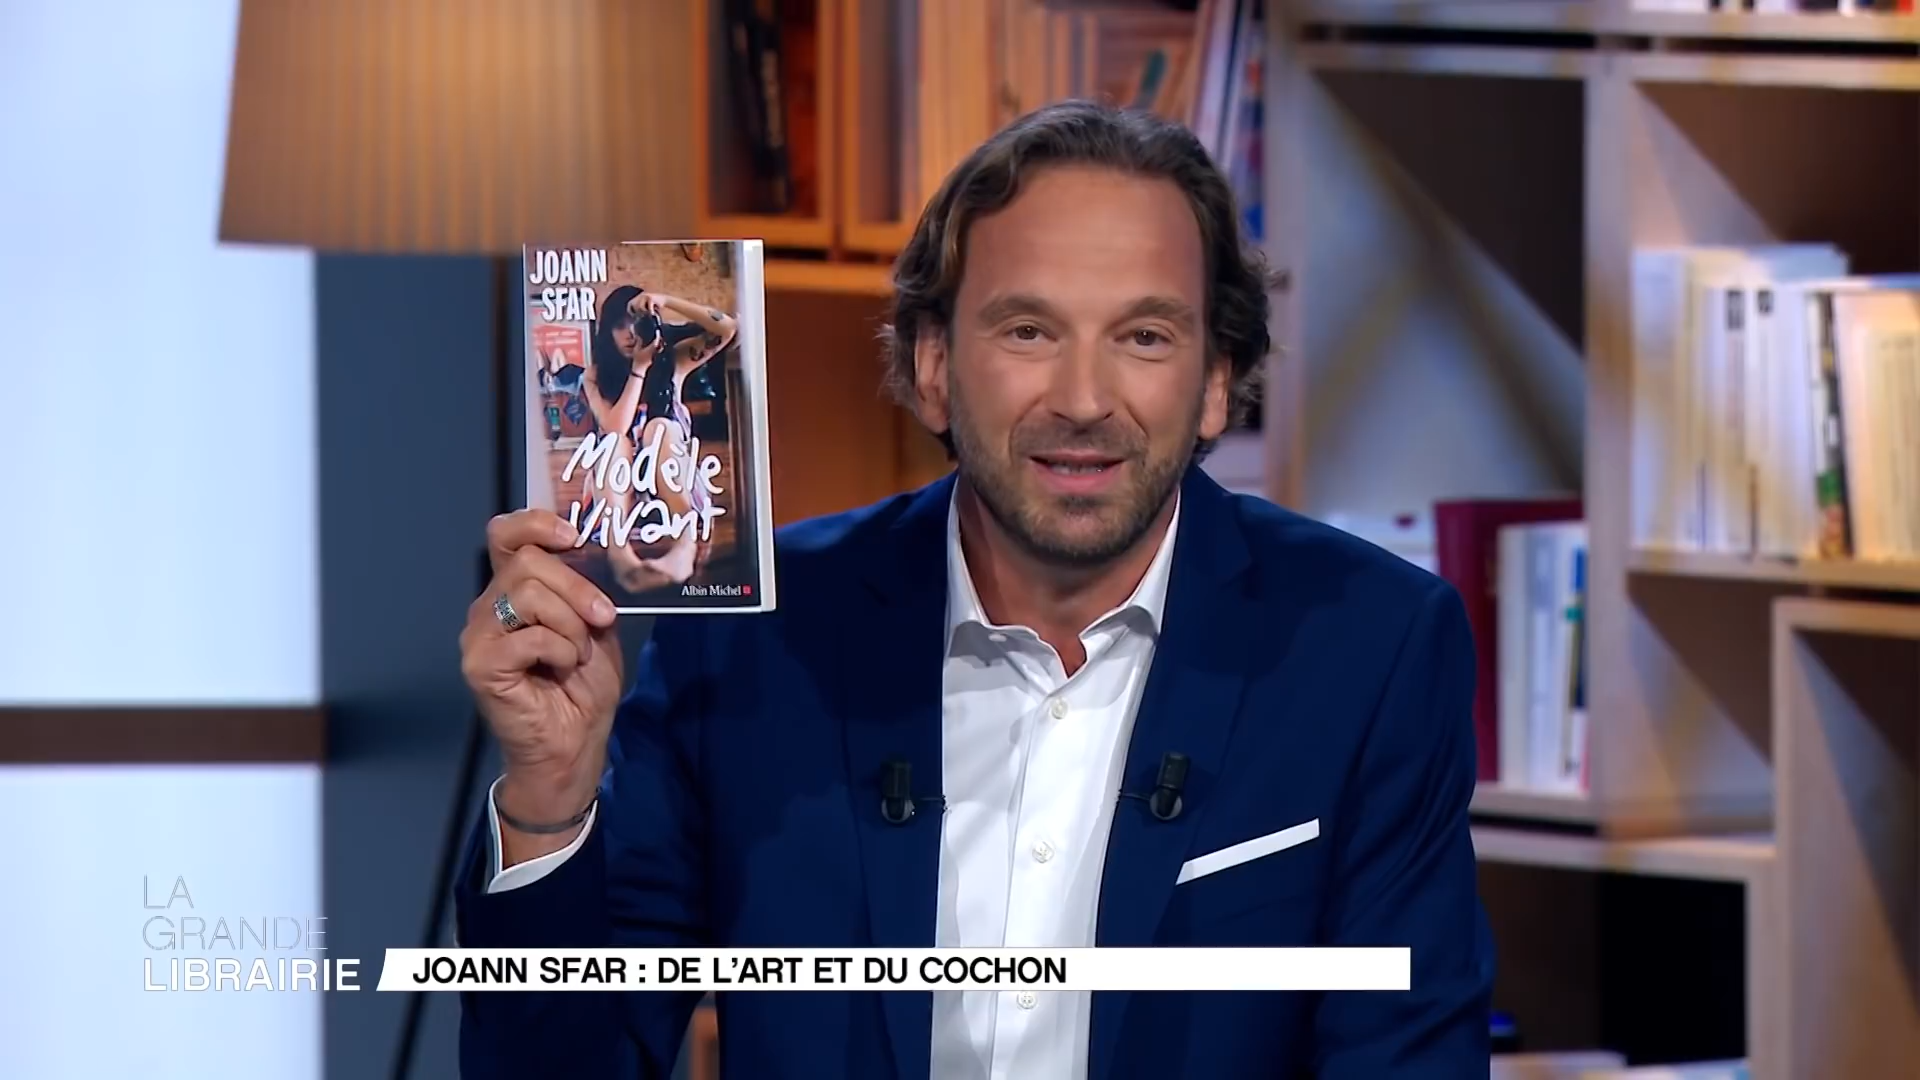 JOANN
SFAR
Modèle
Vivant
Albin Michel
LA
GRANDE
LIBRAIRIE
JOANN SFAR : DE L'ART ET DU COCHON